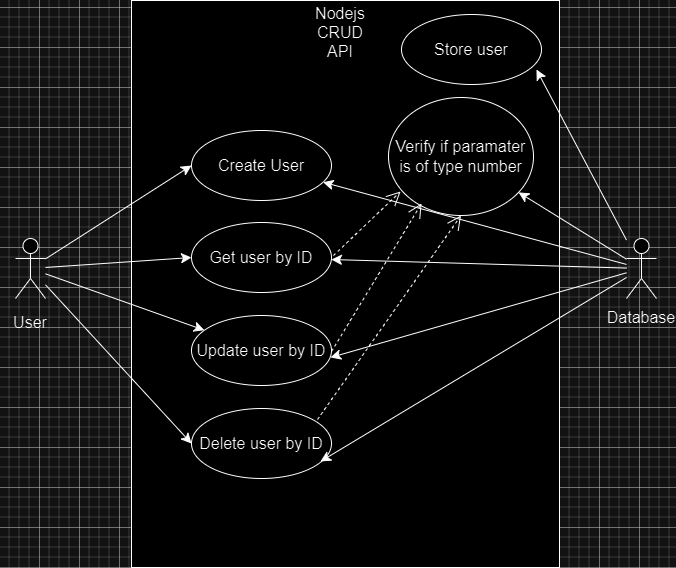 Nodejs
CRUD
API
Store user
Verify if paramater
is of type number
Create User
Get user by ID
Update user by ID
Delete user by ID
User
Database